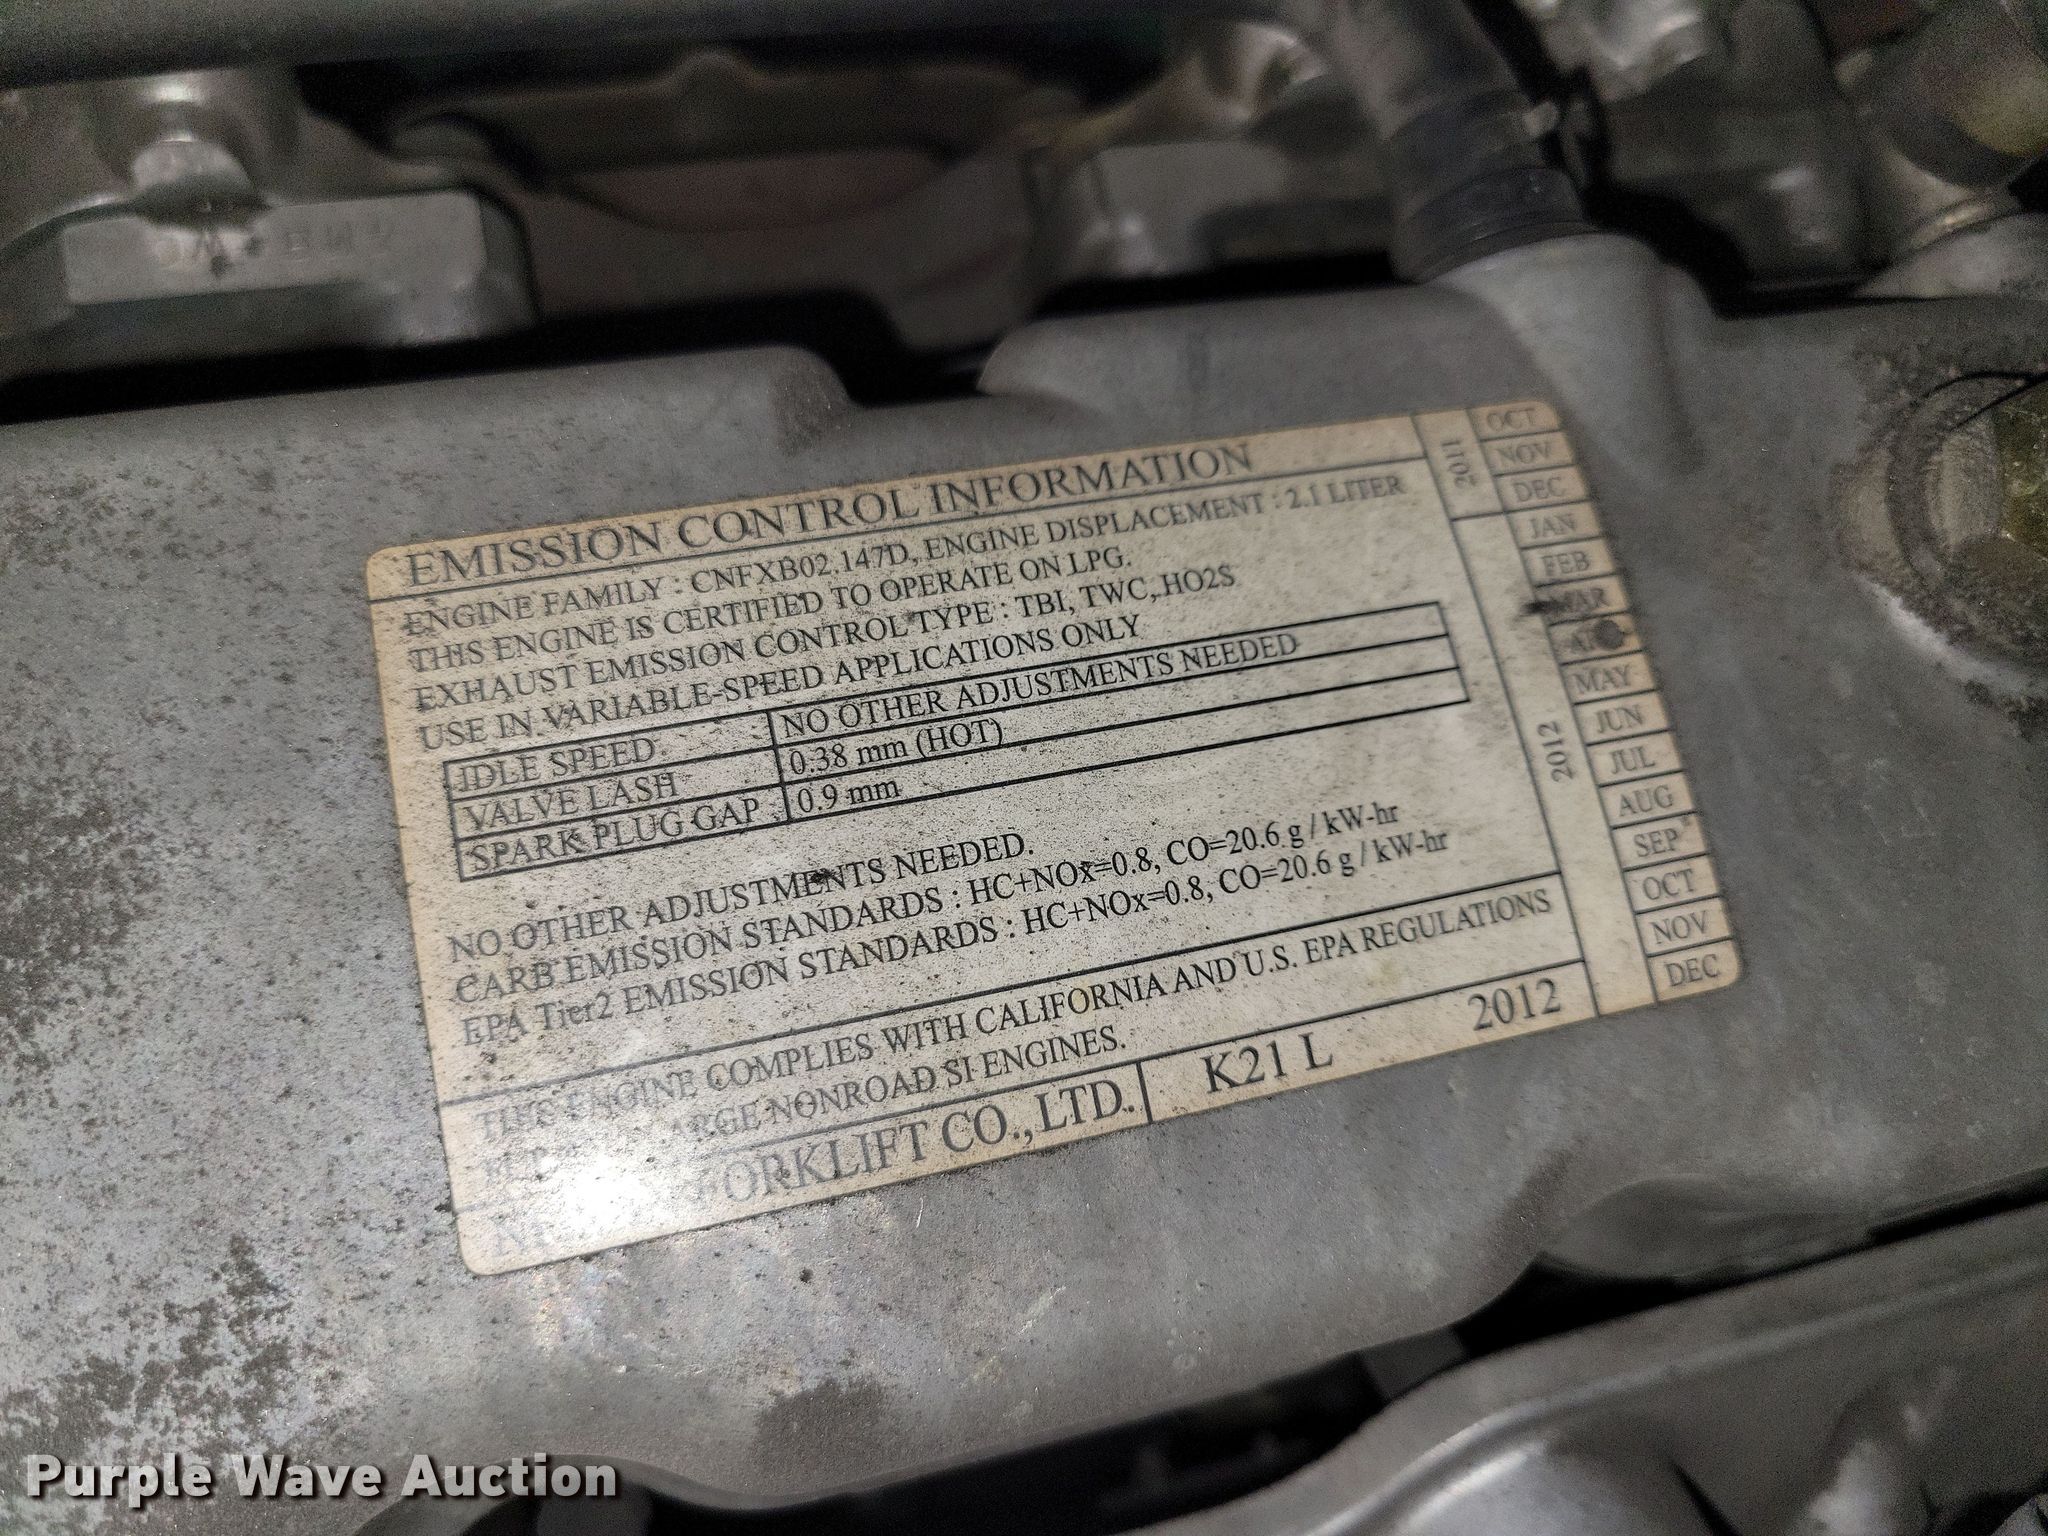 EMISSION CONTROL INFORMATION
ENGINE FAMILY : CNFXB02.147D, ENGINE DISPLACEMENT : 2.1 LITER
THIS ENGINE IS CERTIFIED TO OPERATE ON LPG.
EXHAUST EMISSION CONTROL TYPE : TBI, TWC, HO2S
USE IN VARIABLE-SPEED APPLICATIONS ONLY
IDLE SPEED NO OTHER ADJUSTMENTS NEEDED
VALVE LASH 0.38 mm (HOT)
SPARK PLUG GAP 0.9 mm
NO OTHER ADJUSTMENTS NEEDED.
CARB EMISSION STANDARDS : HC+NOx=0.8, CO=20.6 g / kW-hr
EPA Tier2 EMISSION STANDARDS : HC+NOx=0.8, CO=20.6 g / kW-hr
THIS ENGINE COMPLIES WITH CALIFORNIA AND U.S. EPA REGULATIONS
LARGE NONROAD SI ENGINES.
FORKLIFT CO., LTD. K21 L 2012
2011
OCT
NOV
DEC
2012
JAN
FEB
MAR
MAY
JUN
JUL
AUG
SEP
OCT
NOV
DEC
Purple Wave Auction